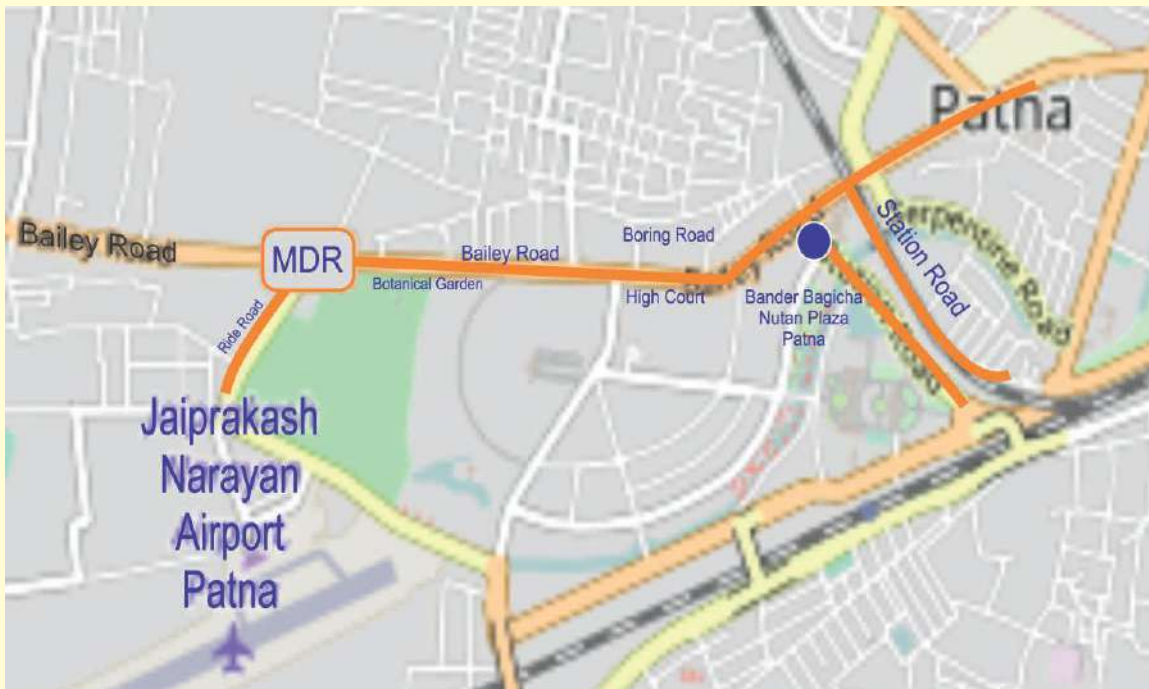 Patna
Bailey Road
MDR
Bailey Road
Boring Road
Station Road
Serpentine Road
Botanical Garden
High Court
Bander Bagicha
Nutan Plaza
Patna
Ride Road
Jaiprakash
Narayan
Airport
Patna